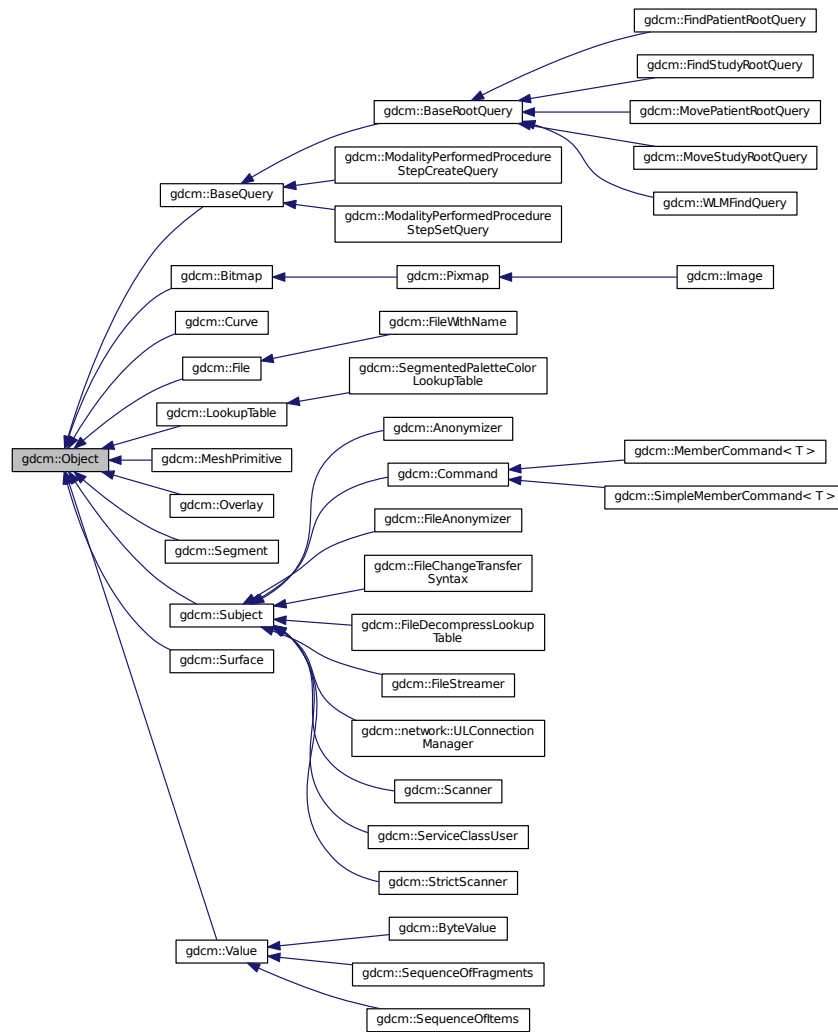 gdcm::FindPatientRootQuery
gdcm::FindStudyRootQuery
gdcm::BaseRootQuery
gdcm::MovePatientRootQuery
gdcm::MoveStudyRootQuery
gdcm::ModalityPerformedProcedure
StepCreateQuery
gdcm::BaseQuery
gdcm::WLMFindQuery
gdcm::ModalityPerformedProcedure
StepSetQuery
gdcm::Bitmap
gdcm::Pixmap
gdcm::Image
gdcm::Curve
gdcm::FileWithName
gdcm::File
gdcm::SegmentedPaletteColor
LookupTable
gdcm::LookupTable
gdcm::Anonymizer
gdcm::Object
gdcm::MeshPrimitive
gdcm::MemberCommand< T >
gdcm::Command
gdcm::SimpleMemberCommand< T >
gdcm::Overlay
gdcm::FileAnonymizer
gdcm::Segment
gdcm::FileChangeTransfer
Syntax
gdcm::Subject
gdcm::FileDecompressLookup
Table
gdcm::Surface
gdcm::FileStreamer
gdcm::network::ULConnection
Manager
gdcm::Scanner
gdcm::ServiceClassUser
gdcm::StrictScanner
gdcm::ByteValue
gdcm::Value
gdcm::SequenceOfFragments
gdcm::SequenceOfItems